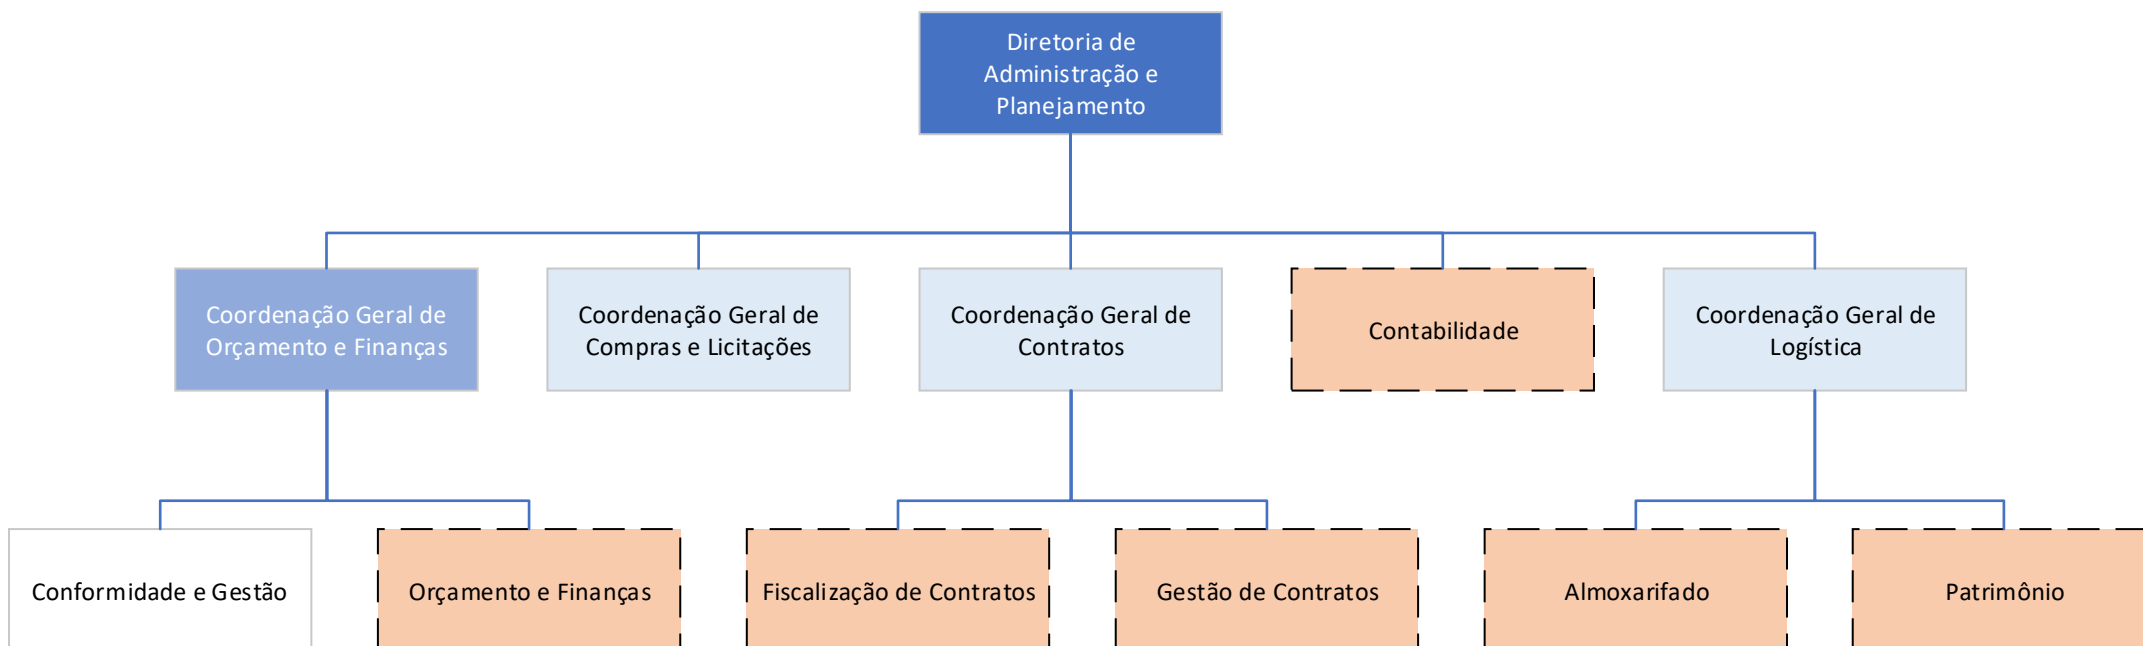 Diretoria de
Administração e
Planejamento
Coordenação Geral de
Orçamento e Finanças
Coordenação Geral de
Compras e Licitações
Coordenação Geral de
Contratos
Contabilidade
Coordenação Geral de
Logística
Conformidade e Gestão
Orçamento e Finanças
Fiscalização de Contratos
Gestão de Contratos
Almoxarifado
Patrimônio